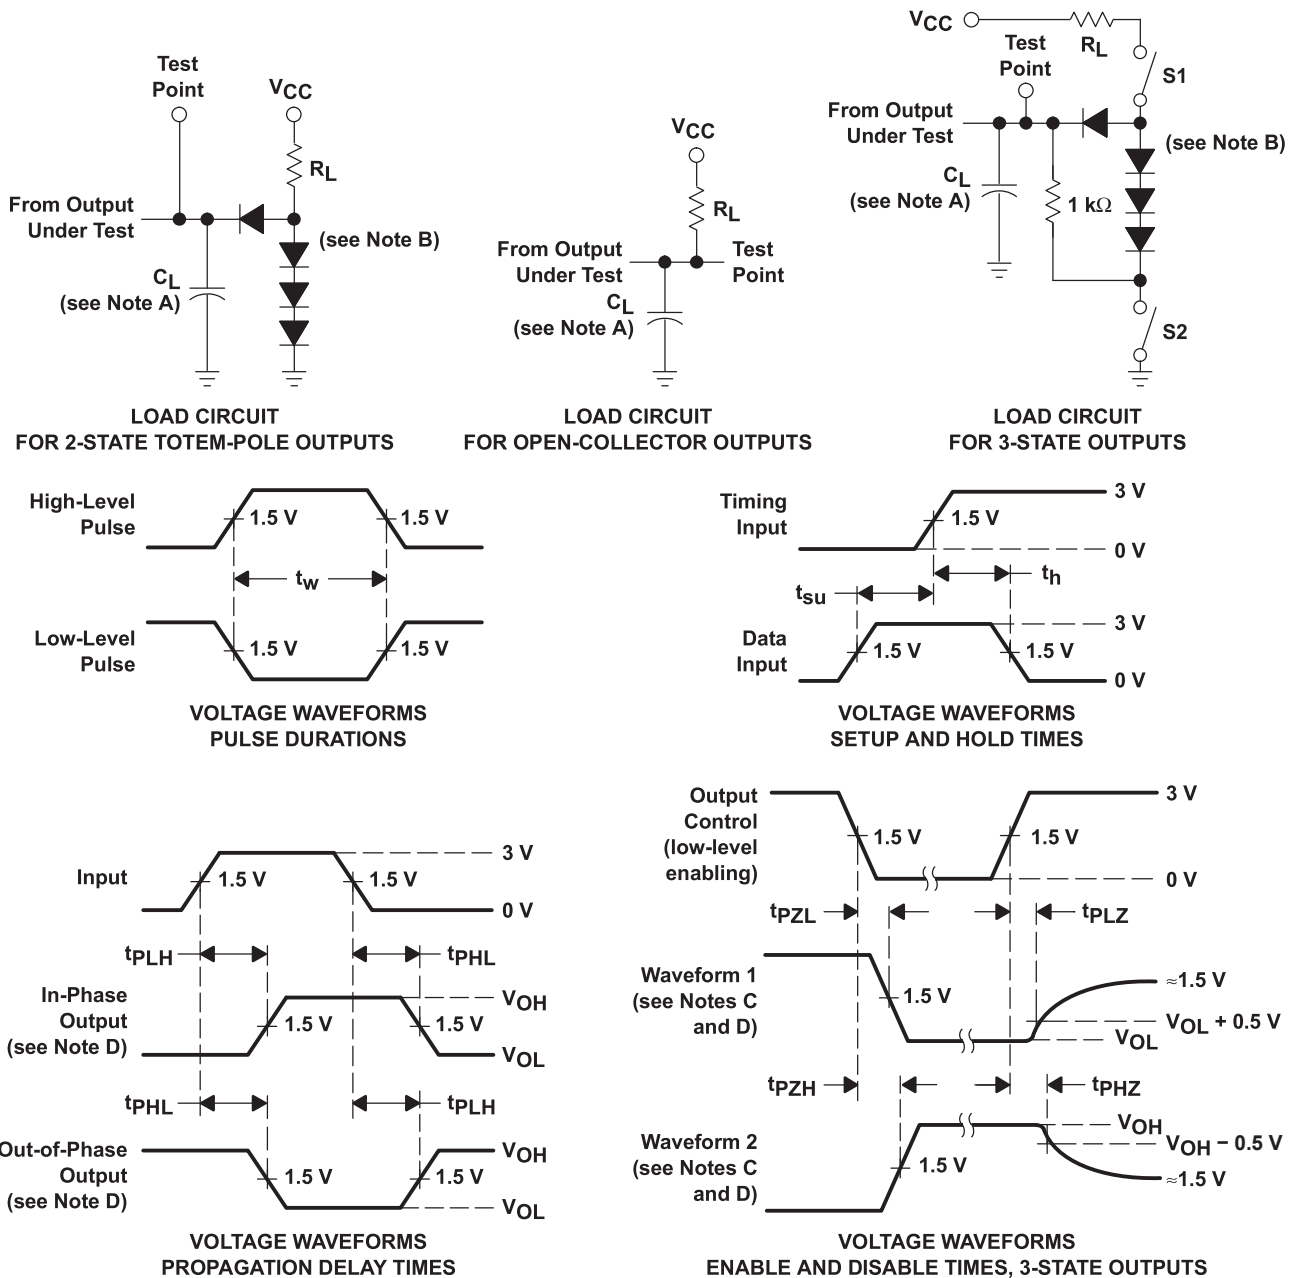 Test
Point
VCC
RL
From Output
Under Test
(see Note B)
CL
(see Note A)
LOAD CIRCUIT
FOR 2-STATE TOTEM-POLE OUTPUTS
VCC
RL
From Output
Under Test
Test
Point
CL
(see Note A)
LOAD CIRCUIT
FOR OPEN-COLLECTOR OUTPUTS
VCC
RL
Test
Point
S1
From Output
Under Test
(see Note B)
CL
(see Note A)
1 kΩ
S2
LOAD CIRCUIT
FOR 3-STATE OUTPUTS
High-Level
Pulse
1.5 V
1.5 V
tw
Low-Level
Pulse
1.5 V
1.5 V
VOLTAGE WAVEFORMS
PULSE DURATIONS
Timing
Input
1.5 V
3 V
0 V
th
tsu
Data
Input
1.5 V
1.5 V
3 V
0 V
VOLTAGE WAVEFORMS
SETUP AND HOLD TIMES
Input
1.5 V
1.5 V
3 V
0 V
tPLH
tPHL
In-Phase
Output
(see Note D)
1.5 V
1.5 V
VOH
VOL
tPHL
tPLH
Out-of-Phase
Output
(see Note D)
1.5 V
1.5 V
VOH
VOL
VOLTAGE WAVEFORMS
PROPAGATION DELAY TIMES
Output
Control
(low-level
enabling)
1.5 V
1.5 V
3 V
0 V
tPZL
tPLZ
Waveform 1
(see Notes C
and D)
1.5 V
≈1.5 V
VOL + 0.5 V
VOL
tPZH
tPHZ
Waveform 2
(see Notes C
and D)
1.5 V
VOH
VOH − 0.5 V
≈1.5 V
VOLTAGE WAVEFORMS
ENABLE AND DISABLE TIMES, 3-STATE OUTPUTS